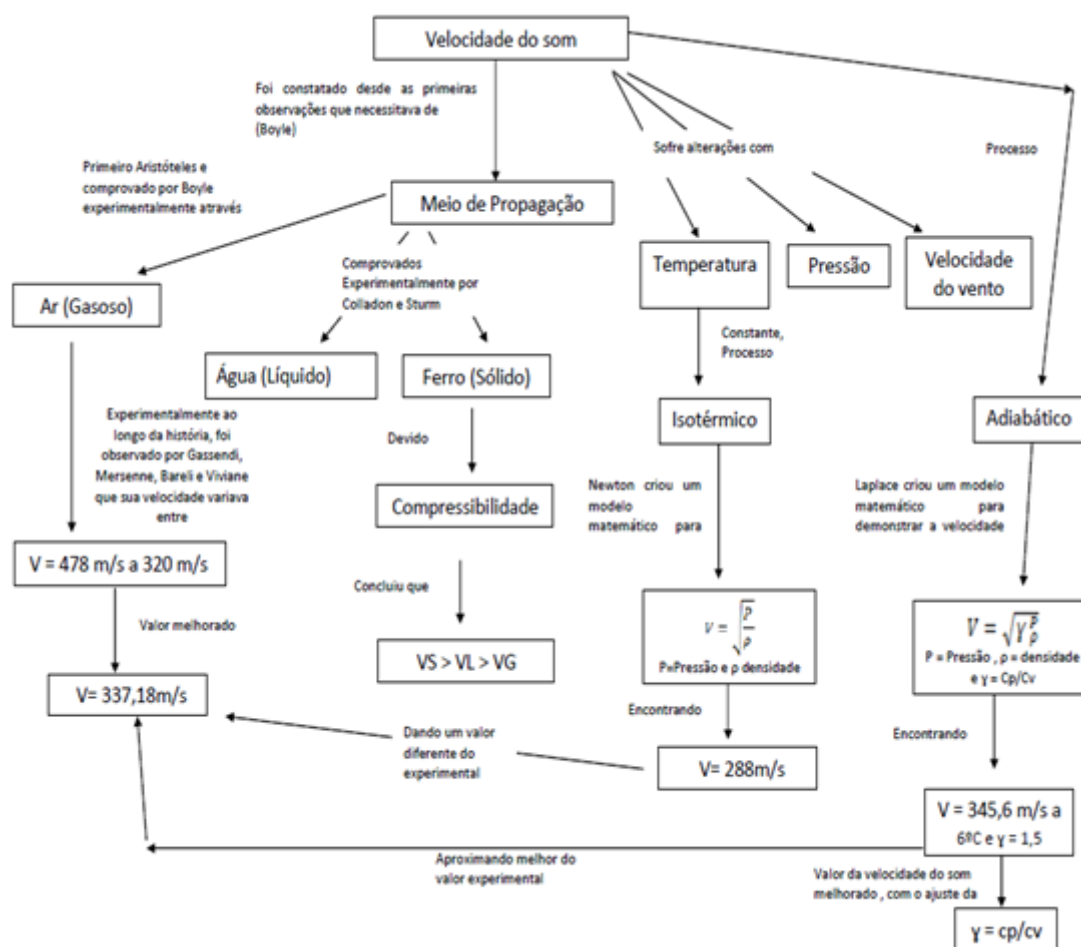 Velocidade do som
Foi constatado desde as primeiras
observações que necessitava de
(Boyle)
Sofre alterações com
Processo
Primeiro Aristóteles e
comprovado por Boyle
experimentalmente através
Meio de Propagação
Temperatura
Pressão
Velocidade
do vento
Comprovados
Experimentalmente por
Colladon e Sturm
Ar (Gasoso)
Água (Líquido)
Ferro (Sólido)
Constante,
Processo
Isotérmico
Adiabático
Experimentalmente ao
longo da história, foi
observado por Gassendi,
Mersenne, Bareli e Viviane
que sua velocidade variava
entre
Devido
Compressibilidade
Newton criou um
modelo
matemático para
Laplace criou um modelo
matemático para
demonstrar a velocidade
V = 478 m/s a 320 m/s
Valor melhorado
V= 337,18m/s
Concluiu que
VS > VL > VG
V = √P/ρ
P=Pressão e ρ densidade
V = √γ P/ρ
P = Pressão , ρ = densidade
e γ = Cp/Cv
Encontrando
Encontrando
Dando um valor
diferente do
experimental
V= 288m/s
V = 345,6 m/s a
6ºC e γ = 1,5
Aproximando melhor do
valor experimental
Valor da velocidade do som
melhorado , com o ajuste da
γ = cp/cv